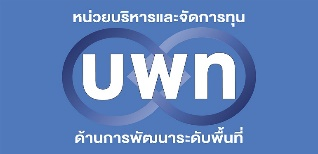 หน่วยบริหารและจัดการทุน
บพท
ด้านการพัฒนาระดับพื้นที่